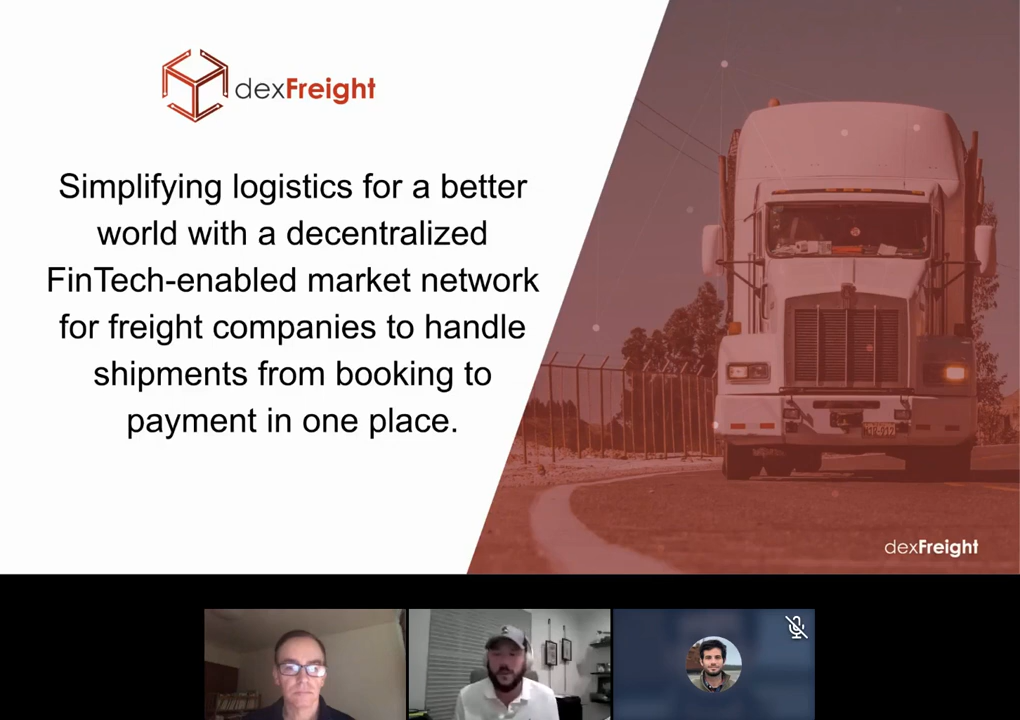 dexFreight
Simplifying logistics for a better
world with a decentralized
FinTech-enabled market network
for freight companies to handle
shipments from booking to
payment in one place.
dexFreight